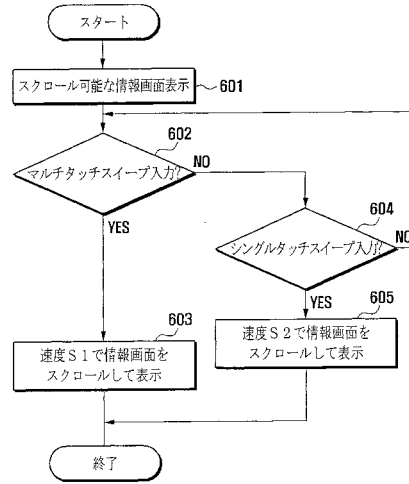 スタート
スクロール可能な情報画面表示
601
602
マルチタッチスイープ入力?
NO
YES
604
シングルタッチスイープ入力?
NO
YES
603
速度S1で情報画面を
スクロールして表示
605
速度S2で情報画面を
スクロールして表示
終了